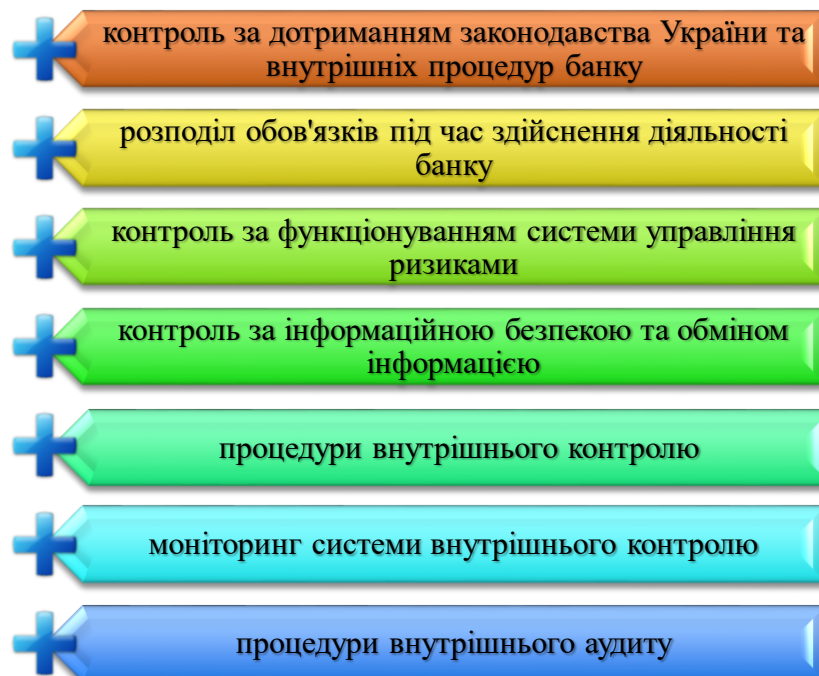 контроль за дотриманням законодавства України та
внутрішніх процедур банку
розподіл обов'язків під час здійснення діяльності
банку
контроль за функціонуванням системи управління
ризиками
контроль за інформаційною безпекою та обміном
інформацією
процедури внутрішнього контролю
моніторинг системи внутрішнього контролю
процедури внутрішнього аудиту